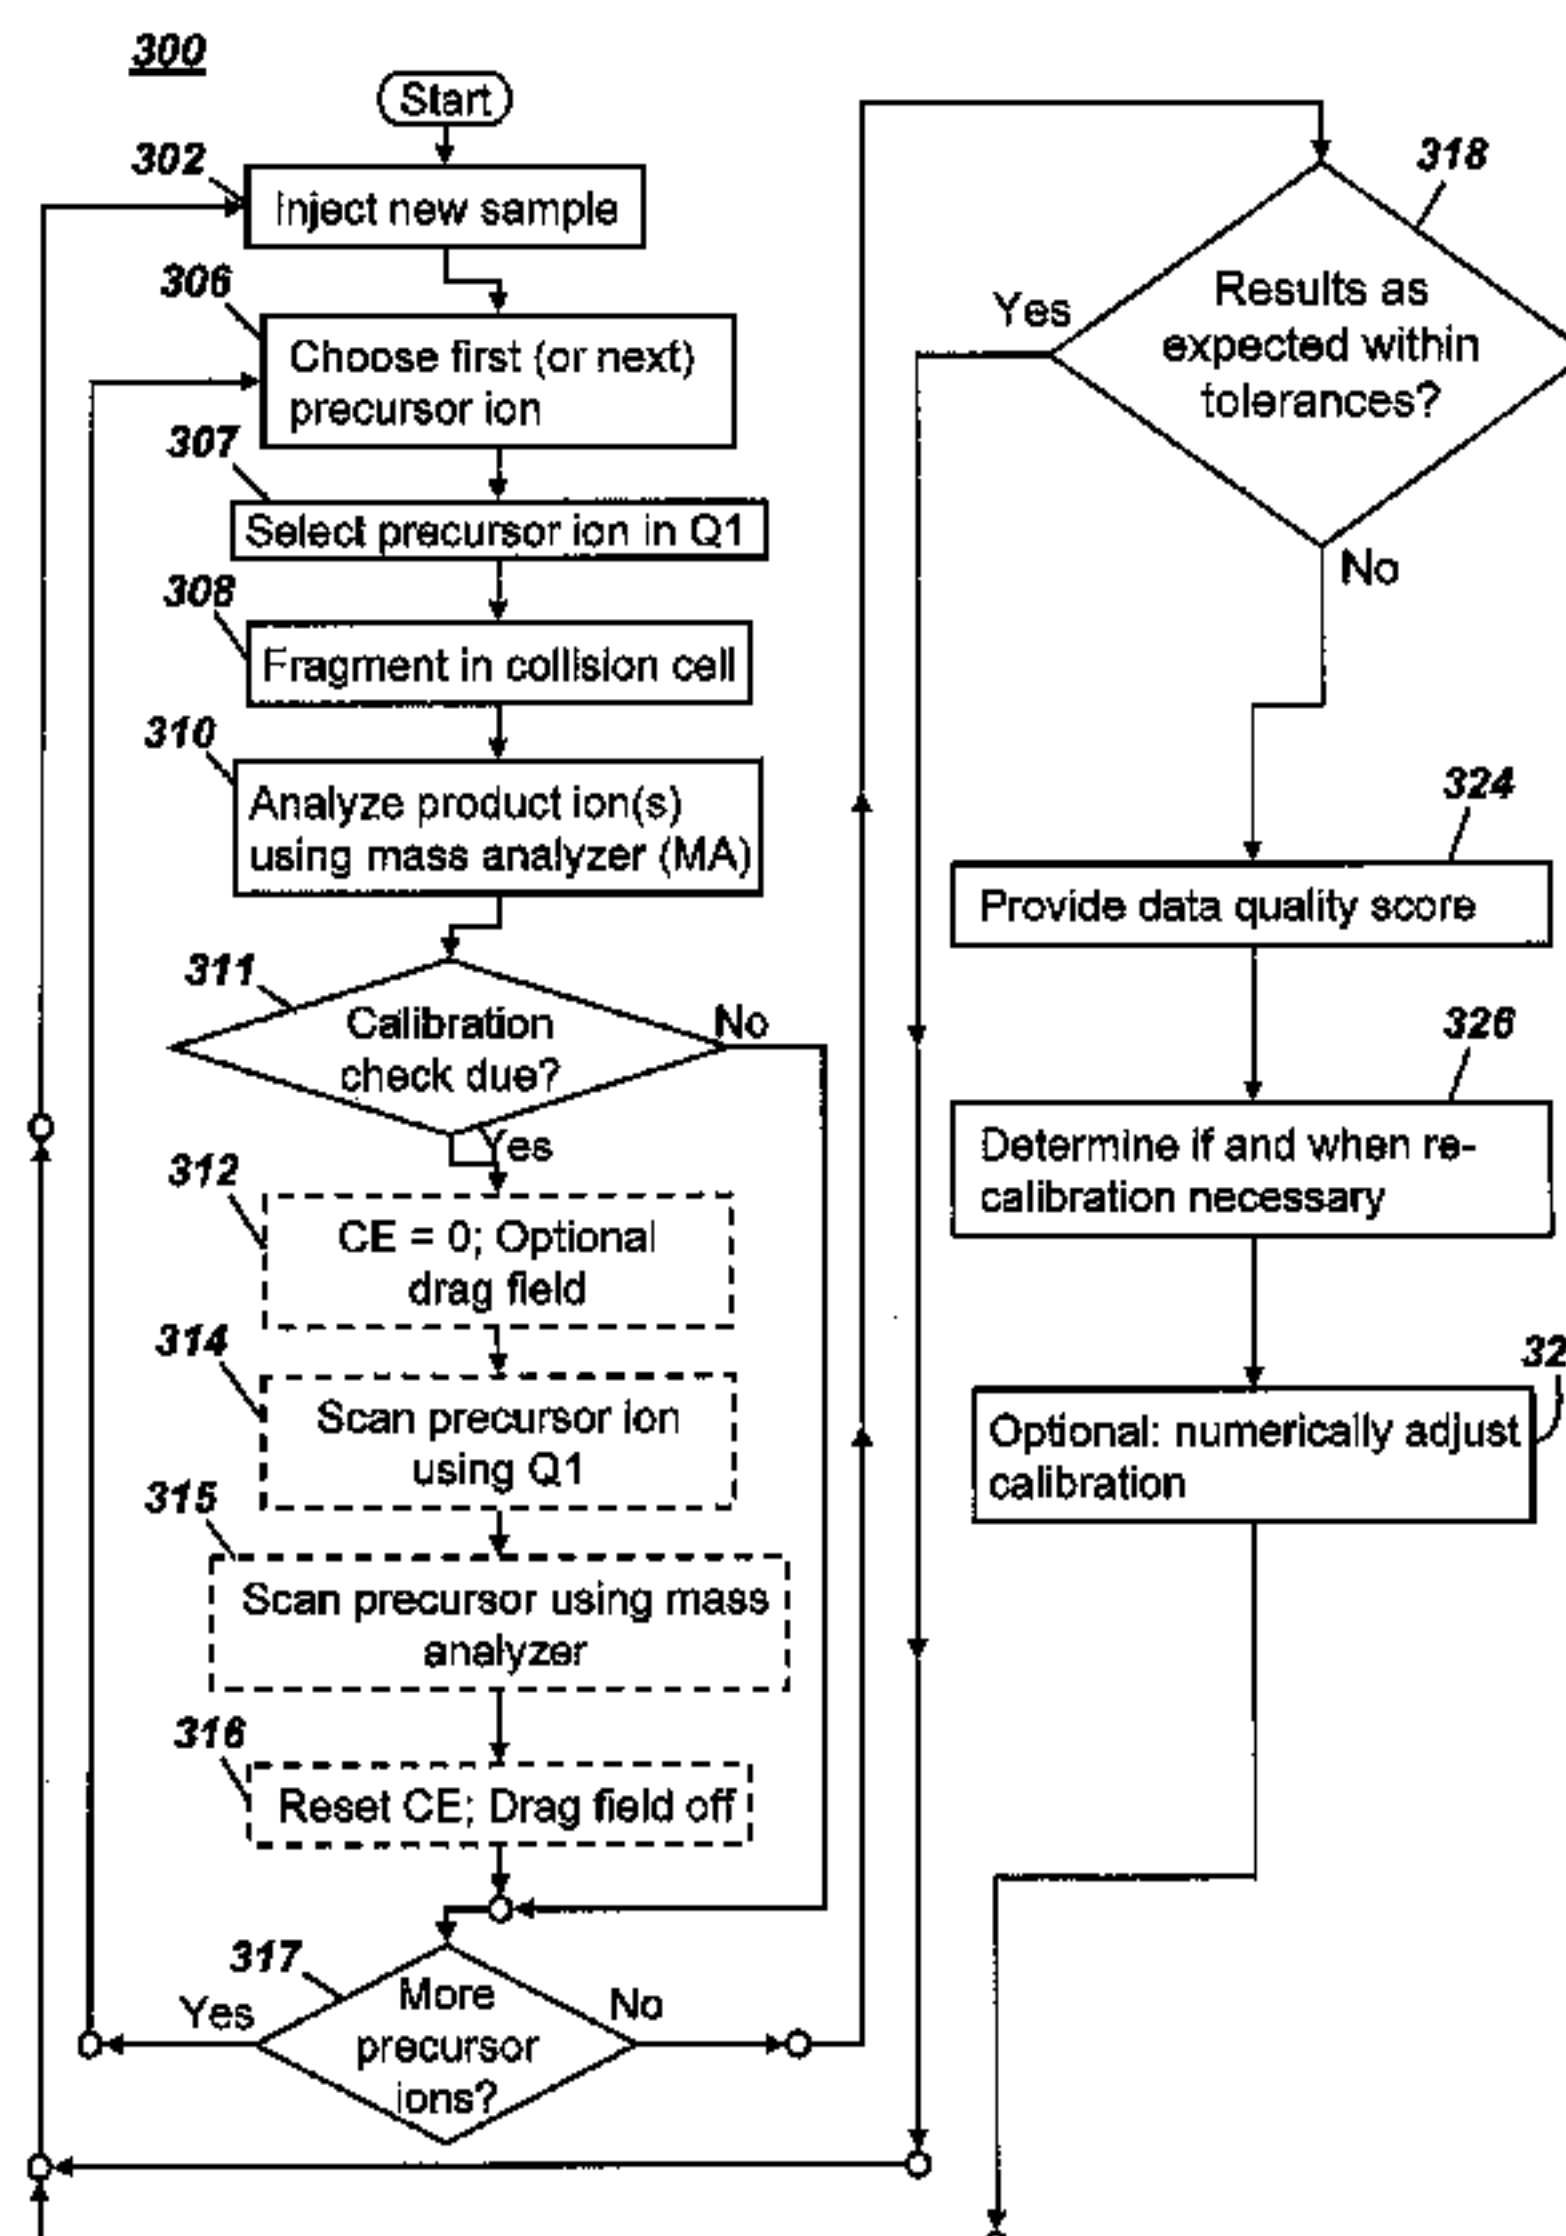 300
Start
302
Inject new sample
306
Choose first (or next)
precursor ion
307
Select precursor ion in Q1
308
Fragment in collision cell
310
Analyze product ion(s)
using mass analyzer (MA)
311
Calibration
check due?
No
Yes
312
CE = 0; Optional
drag field
314
Scan precursor ion
using Q1
315
Scan precursor using mass
analyzer
316
Reset CE; Drag field off
317
More
precursor
ions?
Yes
No
318
Results as
expected within
tolerances?
Yes
No
324
Provide data quality score
326
Determine if and when re-
calibration necessary
32
Optional: numerically adjust
calibration